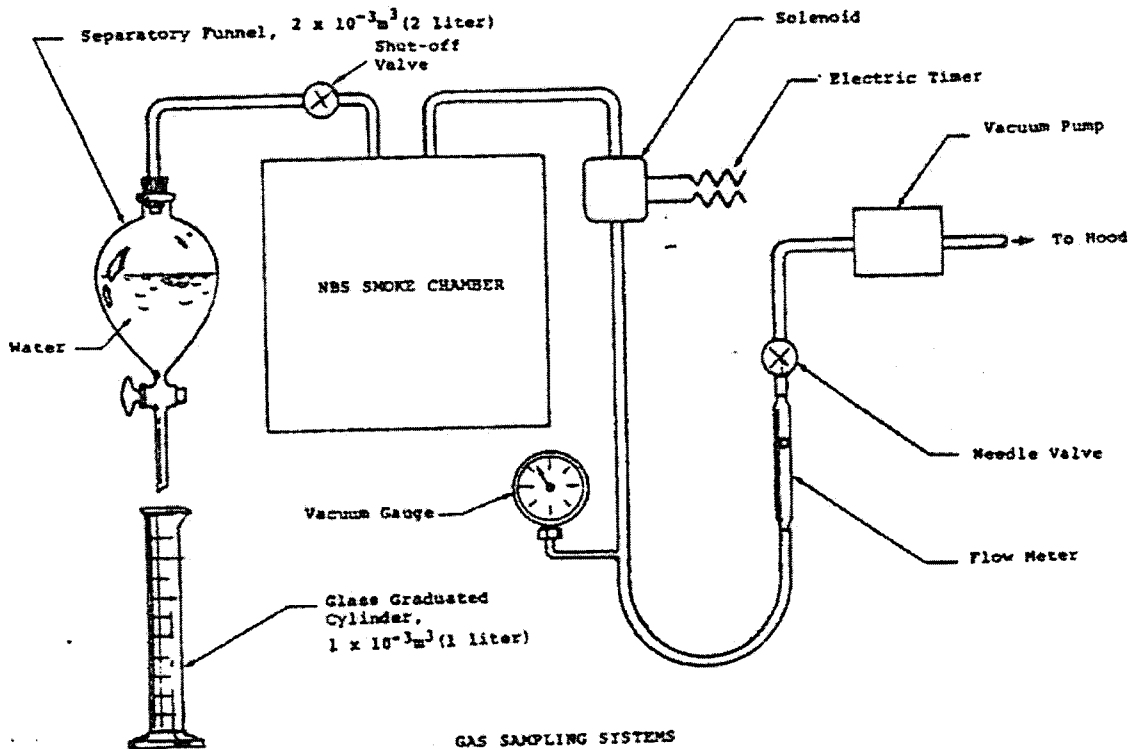 Separatory Funnel, 2 x 10⁻³m³ (2 liter)
Shut-off
Valve
Solenoid
Electric Timer
Vacuum Pump
To Hood
NBS SMOKE CHAMBER
Water
Needle Valve
Vacuum Gauge
Flow Meter
Glass Graduated
Cylinder,
1 x 10⁻³m³ (1 liter)
GAS SAMPLING SYSTEMS